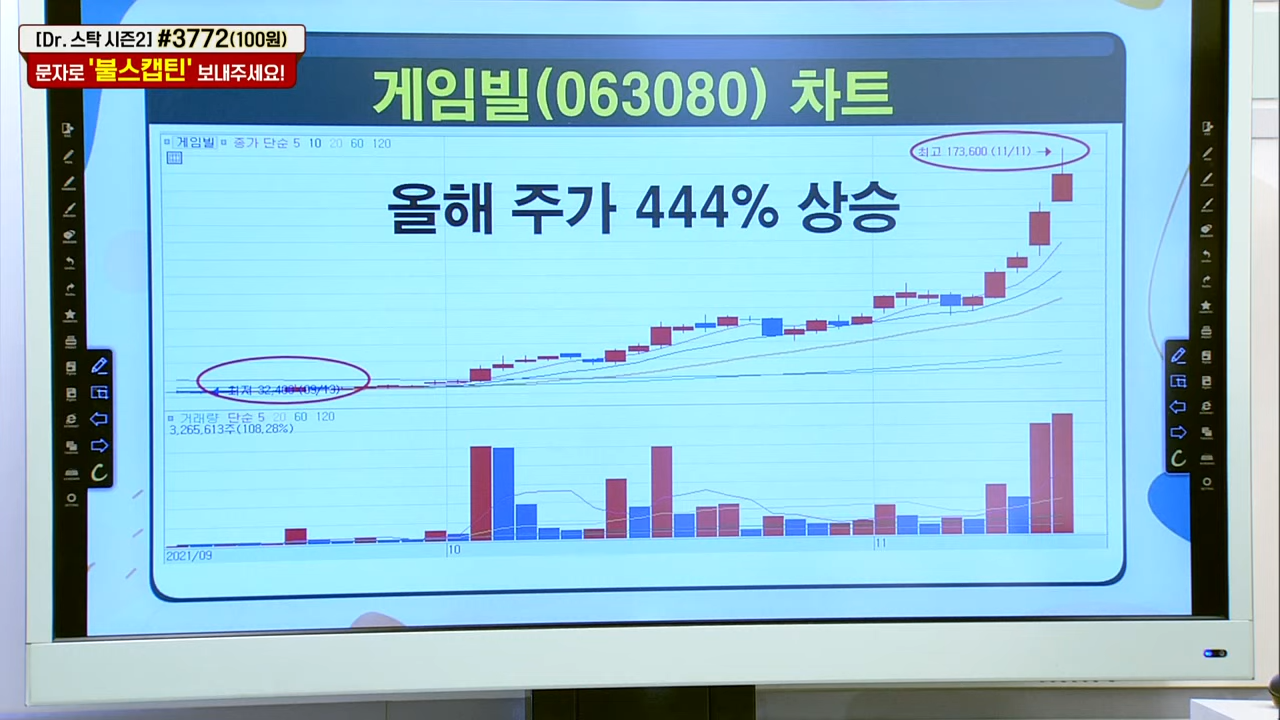 [Dr. 스탁 시즌2] #3772(100원)
문자로 '불스캡틴' 보내주세요!
게임빌(063080) 차트
게임빌 종가 단순 5 10 20 60 120
최고 173,600 (11/11)
올해 주가 444% 상승
거래량 단순 5 20 60 120
3,265,613주(108.28%)
2021/09
10
11